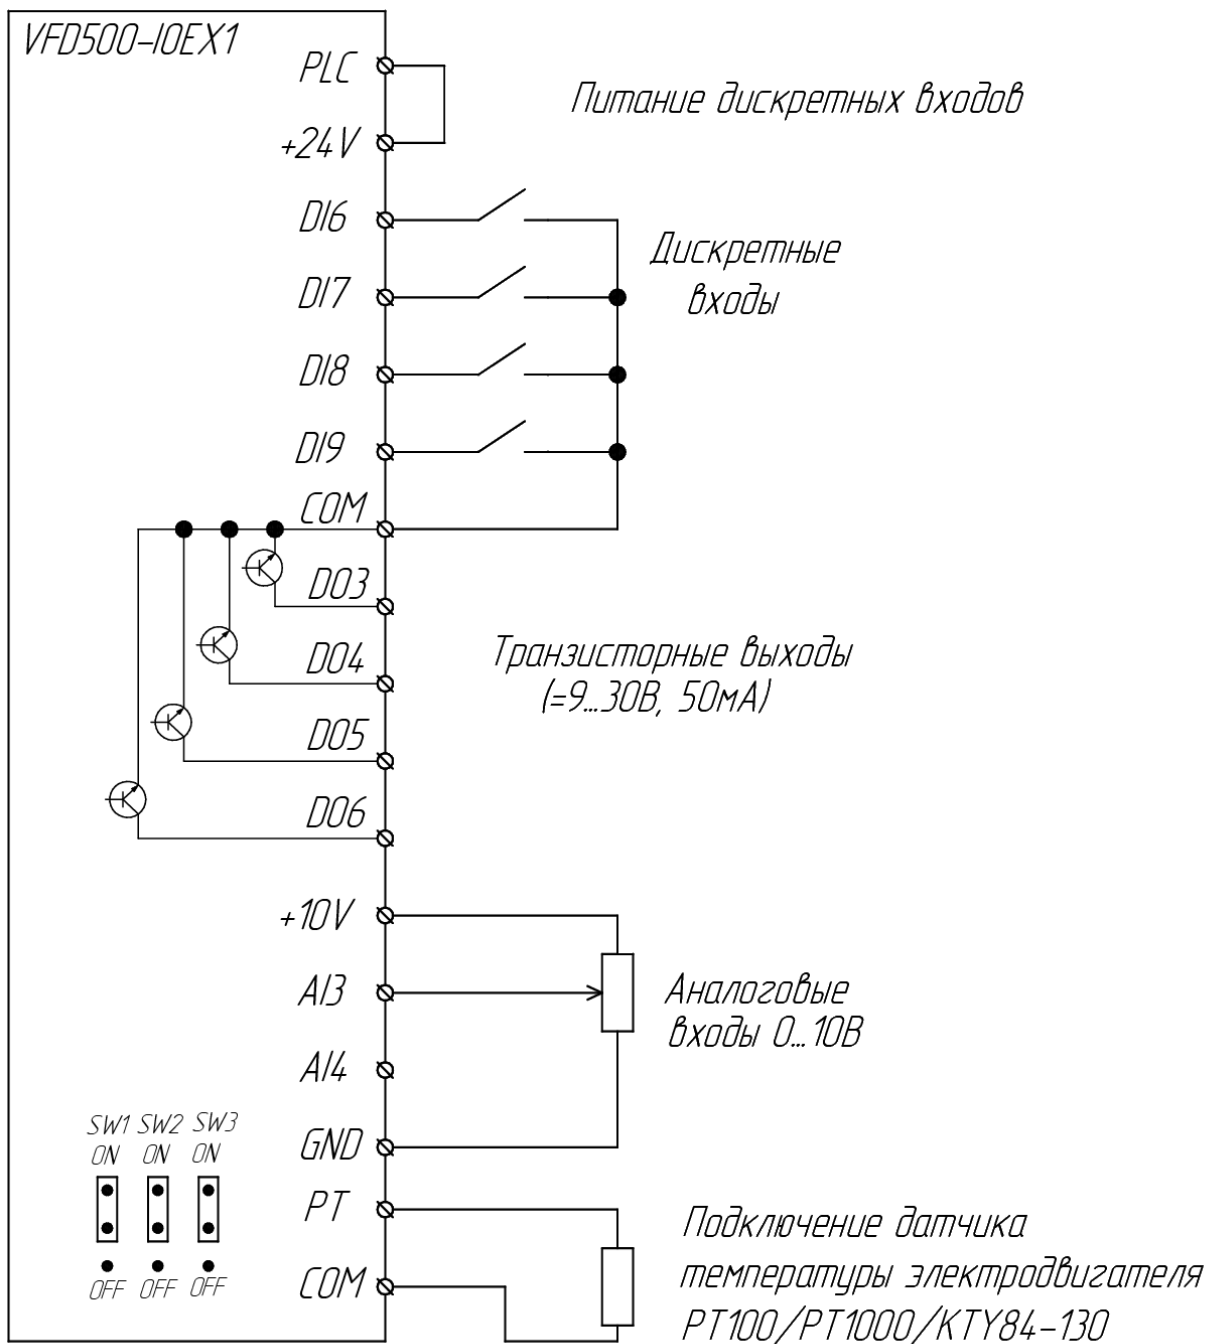 VFD500-IOEX1
PLC
Питание дискретных входов
+24V
DI6
Дискретные
входы
DI7
DI8
DI9
COM
DO3
DO4
Транзисторные выходы
(=9...30В, 50мА)
DO5
DO6
+10V
AI3
Аналоговые
входы 0...10В
AI4
GND
SW1 SW2 SW3
ON ON ON
OFF OFF OFF
PT
COM
Подключение датчика
температуры электродвигателя
PT100/PT1000/KTY84-130